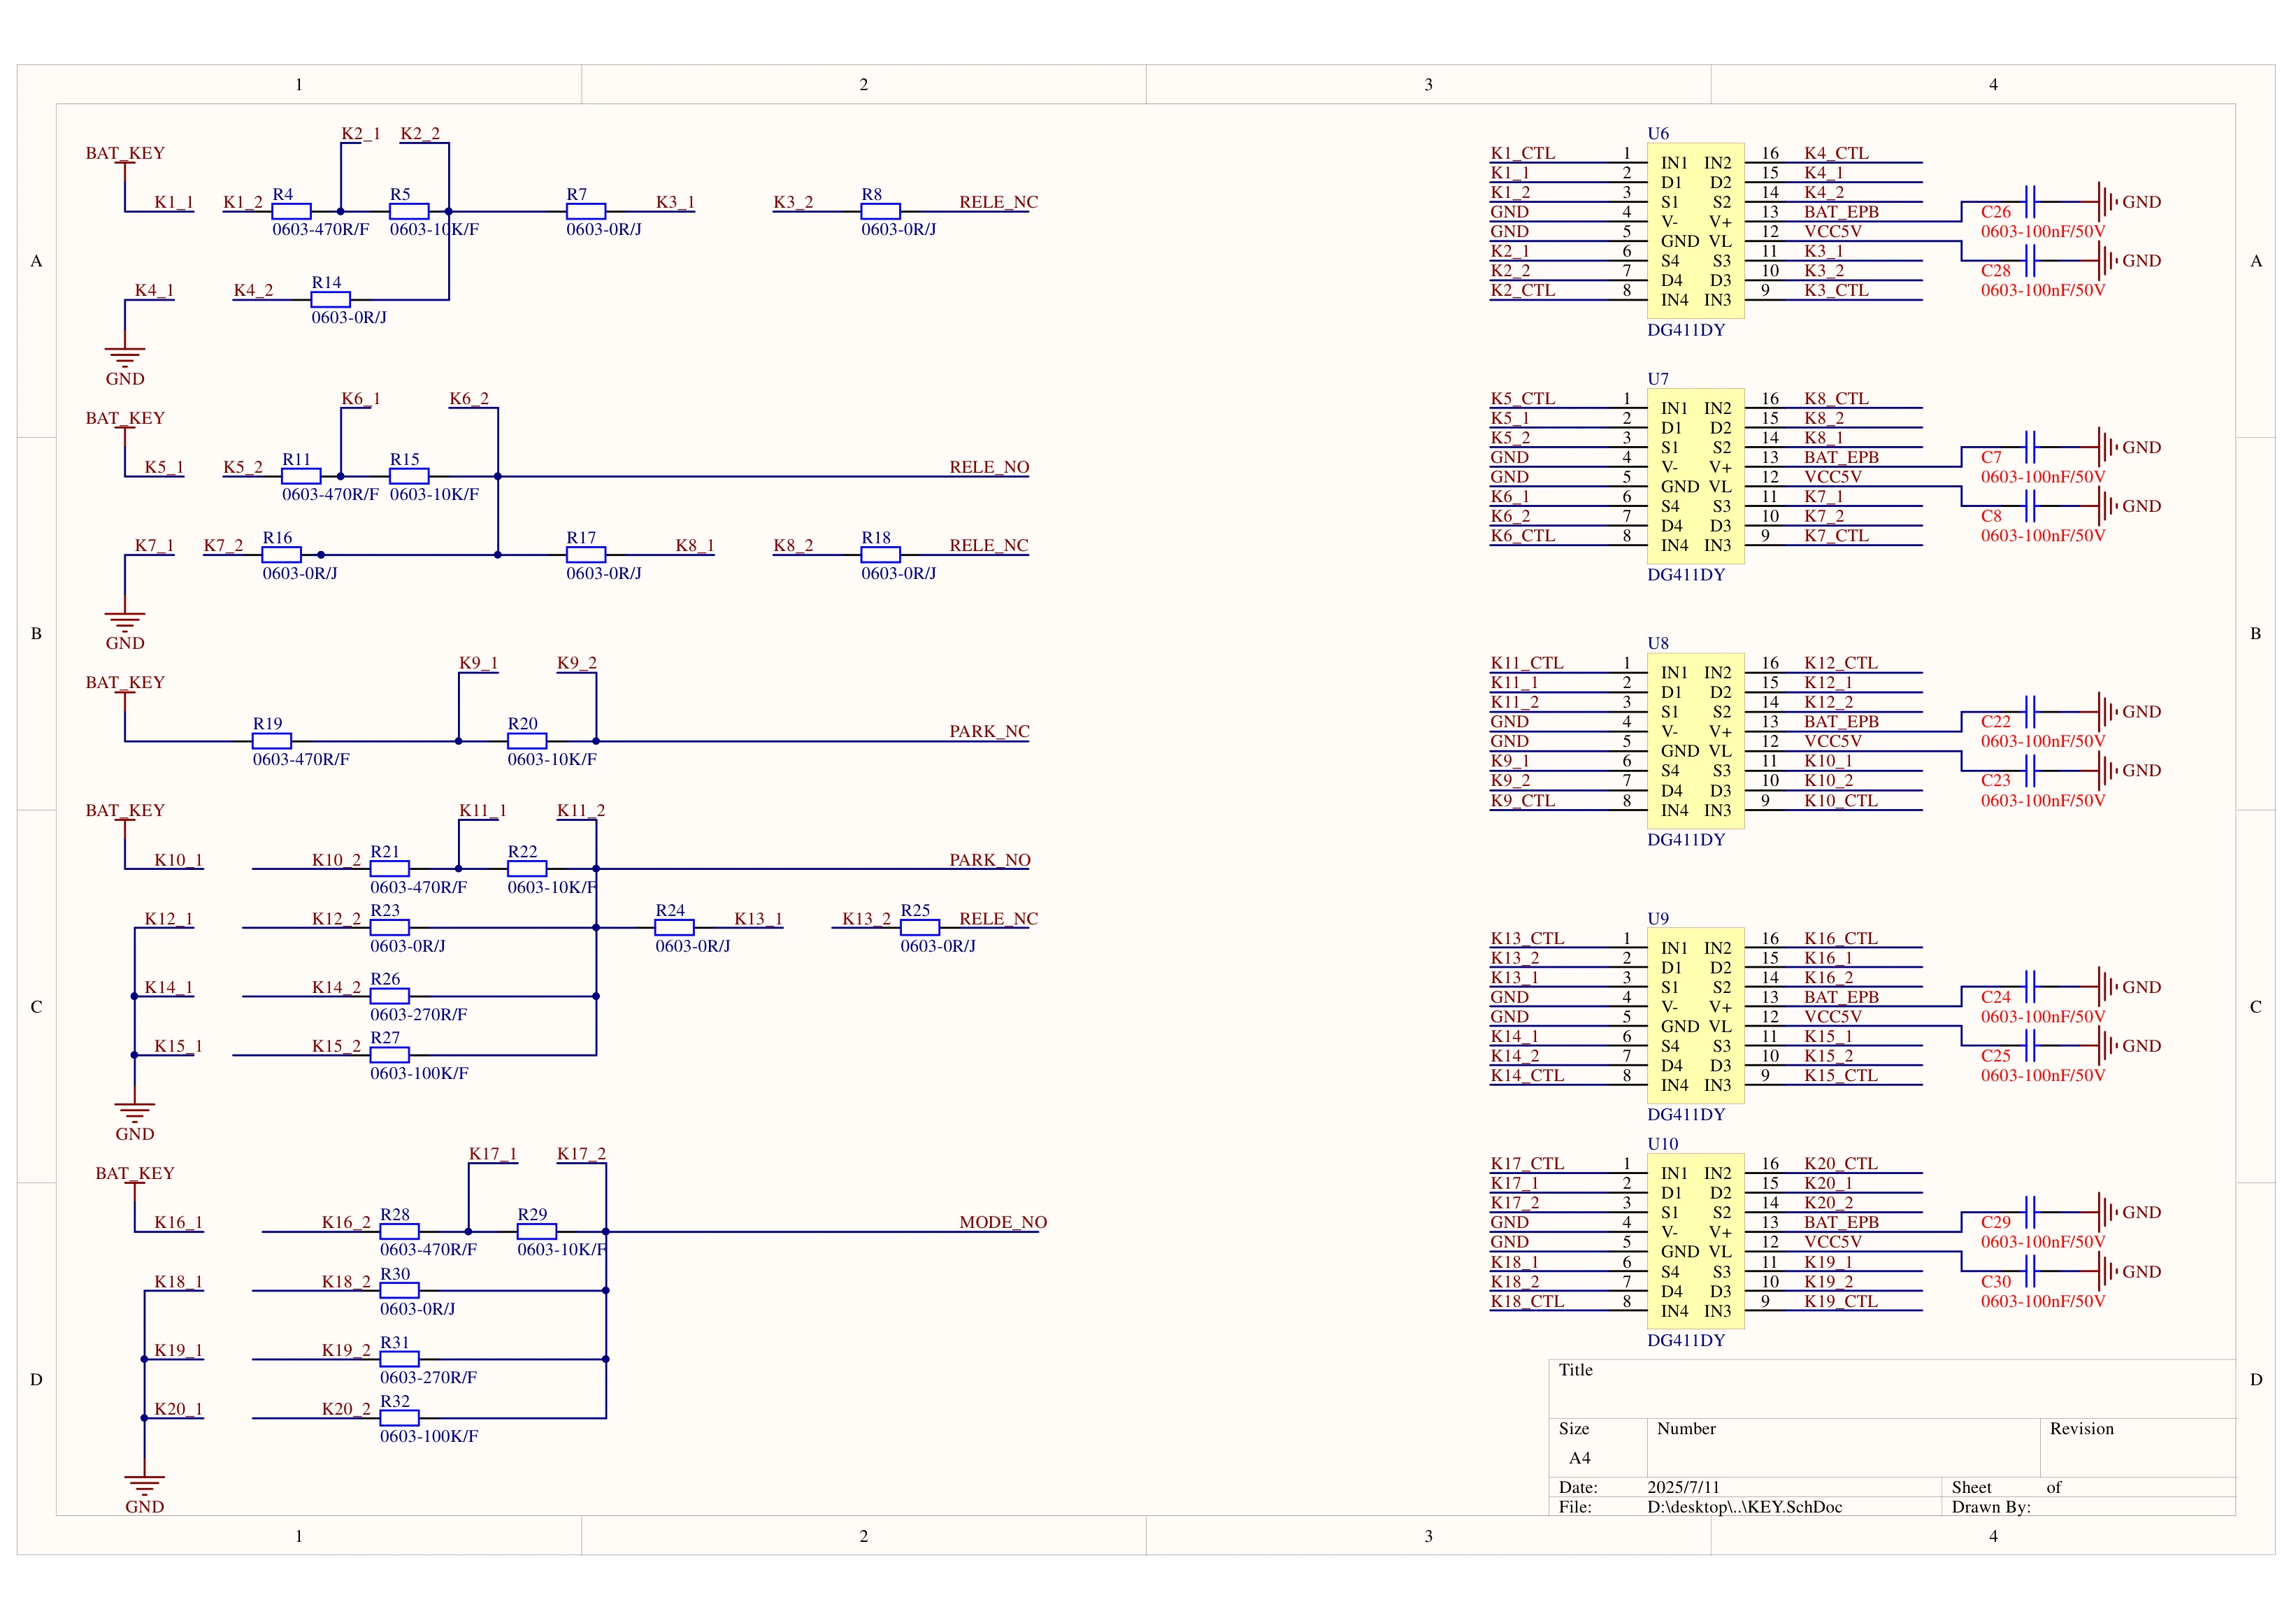 1 2 3 4
A
B
C
D
K2_1 K2_2
BAT_KEY
K1_1 K1_2 R4 R5 R7 K3_1 K3_2 R8 RELE_NC
0603-470R/F 0603-10K/F 0603-0R/J 0603-0R/J
K4_1 K4_2 R14
0603-0R/J
GND
K6_1 K6_2
BAT_KEY
K5_1 K5_2 R11 R15 RELE_NO
0603-470R/F 0603-10K/F
K7_1 K7_2 R16 R17 K8_1 K8_2 R18 RELE_NC
0603-0R/J 0603-0R/J 0603-0R/J
GND
K9_1 K9_2
BAT_KEY
R19 R20 PARK_NC
0603-470R/F 0603-10K/F
BAT_KEY K11_1 K11_2
K10_1 K10_2 R21 R22 PARK_NO
0603-470R/F 0603-10K/F
K12_1 K12_2 R23 R24 K13_1 K13_2 R25 RELE_NC
0603-0R/J 0603-0R/J 0603-0R/J
K14_1 K14_2 R26
0603-270R/F
K15_1 K15_2 R27
0603-100K/F
GND
K17_1 K17_2
BAT_KEY
K16_1 K16_2 R28 R29 MODE_NO
0603-470R/F 0603-10K/F
K18_1 K18_2 R30
0603-0R/J
K19_1 K19_2 R31
0603-270R/F
K20_1 K20_2 R32
0603-100K/F
GND
U6
K1_CTL 1 IN1 IN2 16 K4_CTL
K1_1 2 D1 D2 15 K4_1
K1_2 3 S1 S2 14 K4_2
GND 4 V- V+ 13 BAT_EPB
GND 5 GND VL 12 VCC5V
K2_1 6 S4 S3 11 K3_1
K2_2 7 D4 D3 10 K3_2
K2_CTL 8 IN4 IN3 9 K3_CTL
DG411DY
C26 GND
0603-100nF/50V
C28 GND
0603-100nF/50V
U7
K5_CTL 1 IN1 IN2 16 K8_CTL
K5_1 2 D1 D2 15 K8_2
K5_2 3 S1 S2 14 K8_1
GND 4 V- V+ 13 BAT_EPB
GND 5 GND VL 12 VCC5V
K6_1 6 S4 S3 11 K7_1
K6_2 7 D4 D3 10 K7_2
K6_CTL 8 IN4 IN3 9 K7_CTL
DG411DY
C7 GND
0603-100nF/50V
C8 GND
0603-100nF/50V
U8
K11_CTL 1 IN1 IN2 16 K12_CTL
K11_1 2 D1 D2 15 K12_1
K11_2 3 S1 S2 14 K12_2
GND 4 V- V+ 13 BAT_EPB
GND 5 GND VL 12 VCC5V
K9_1 6 S4 S3 11 K10_1
K9_2 7 D4 D3 10 K10_2
K9_CTL 8 IN4 IN3 9 K10_CTL
DG411DY
C22 GND
0603-100nF/50V
C23 GND
0603-100nF/50V
U9
K13_CTL 1 IN1 IN2 16 K16_CTL
K13_2 2 D1 D2 15 K16_1
K13_1 3 S1 S2 14 K16_2
GND 4 V- V+ 13 BAT_EPB
GND 5 GND VL 12 VCC5V
K14_1 6 S4 S3 11 K15_1
K14_2 7 D4 D3 10 K15_2
K14_CTL 8 IN4 IN3 9 K15_CTL
DG411DY
C24 GND
0603-100nF/50V
C25 GND
0603-100nF/50V
U10
K17_CTL 1 IN1 IN2 16 K20_CTL
K17_1 2 D1 D2 15 K20_1
K17_2 3 S1 S2 14 K20_2
GND 4 V- V+ 13 BAT_EPB
GND 5 GND VL 12 VCC5V
K18_1 6 S4 S3 11 K19_1
K18_2 7 D4 D3 10 K19_2
K18_CTL 8 IN4 IN3 9 K19_CTL
DG411DY
C29 GND
0603-100nF/50V
C30 GND
0603-100nF/50V
A
B
C
D
Title
Size Number Revision
A4
Date: 2025/7/11 Sheet of
File: D:\desktop\..\KEY.SchDoc Drawn By:
1 2 3 4